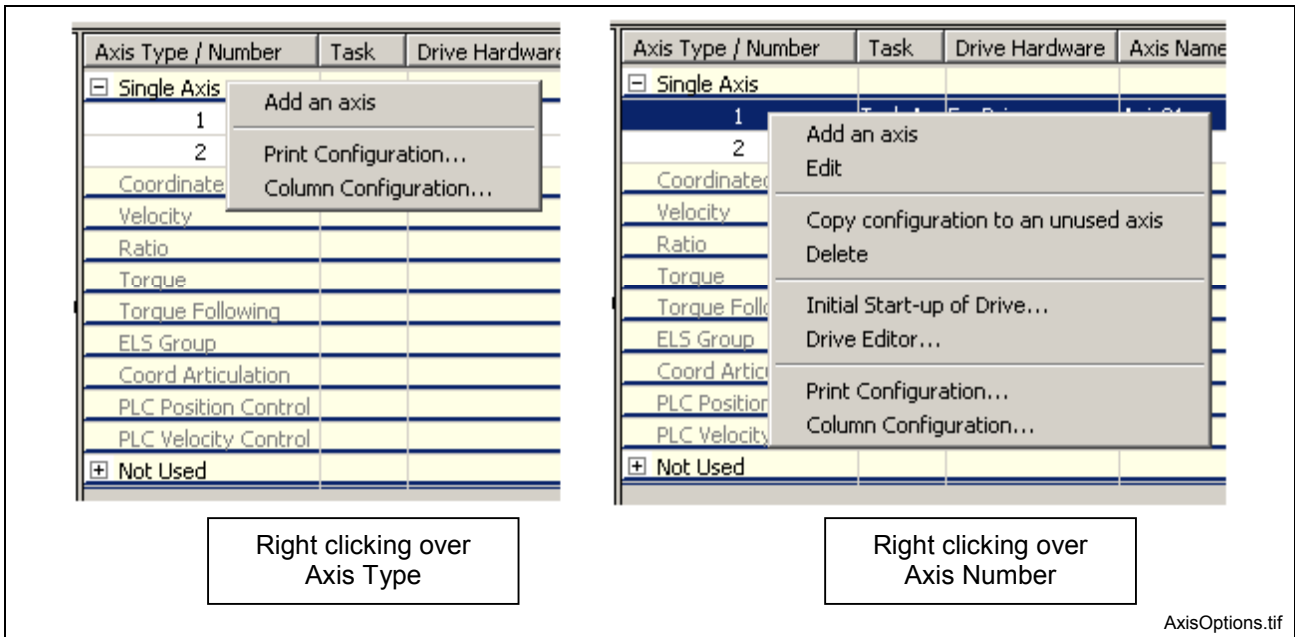 Axis Type / Number Task Drive Hardware
Single Axis
1
2
Coordinate
Velocity
Ratio
Torque
Torque Following
ELS Group
Coord Articulation
PLC Position Control
PLC Velocity Control
Not Used
Add an axis
Print Configuration...
Column Configuration...
Right clicking over
Axis Type
Axis Type / Number Task Drive Hardware Axis Name
Single Axis
1
2
Coordinated
Velocity
Ratio
Torque
Torque Follo
ELS Group
Coord Articu
PLC Position
PLC Velocity
Not Used
Add an axis
Edit
Copy configuration to an unused axis
Delete
Initial Start-up of Drive...
Drive Editor...
Print Configuration...
Column Configuration...
Right clicking over
Axis Number
AxisOptions.tif